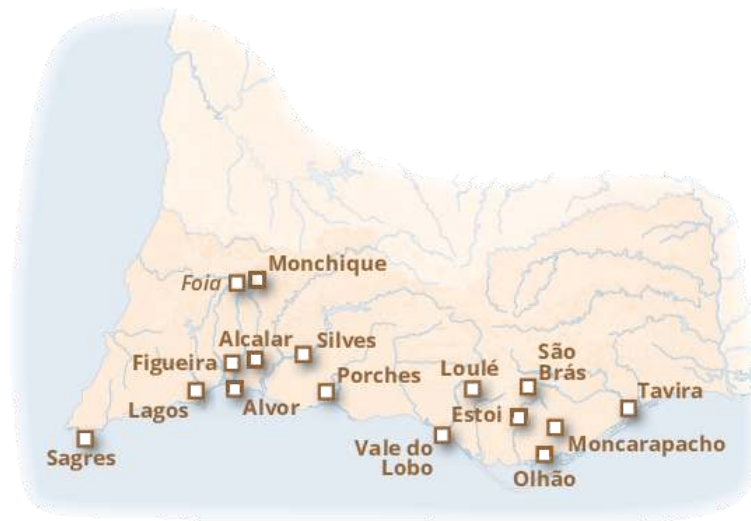 Monchique
Foia
Alcalar
Silves
Figueira
Porches
Lagos
Alvor
Sagres
Loulé
São
Brás
Estoi
Tavira
Vale do
Lobo
Moncarapacho
Olhão